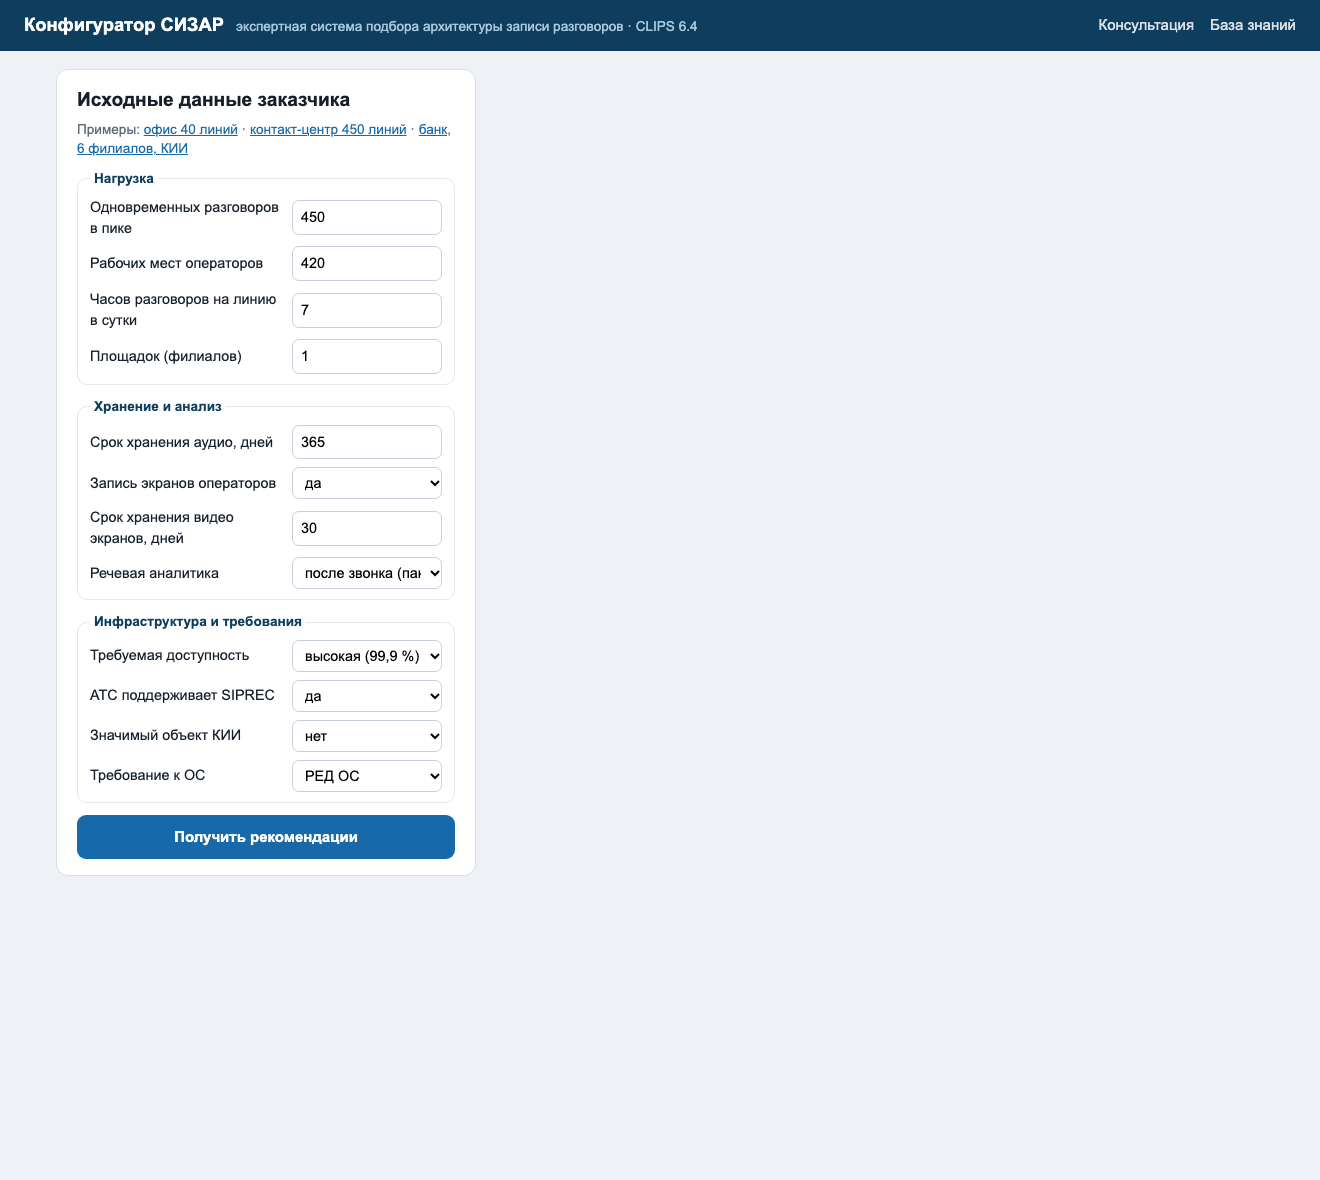 Конфигуратор СИЗАР экспертная система подбора архитектуры записи разговоров · CLIPS 6.4 Консультация База знаний
Исходные данные заказчика
Примеры: офис 40 линий · контакт-центр 450 линий · банк,
6 филиалов, КИИ
Нагрузка
Одновременных разговоров
в пике
450
Рабочих мест операторов 420
Часов разговоров на линию
в сутки
7
Площадок (филиалов) 1
Хранение и анализ
Срок хранения аудио, дней 365
Запись экранов операторов да
Срок хранения видео
экранов, дней
30
Речевая аналитика после звонка (пак
Инфраструктура и требования
Требуемая доступность высокая (99,9 %)
АТС поддерживает SIPREC да
Значимый объект КИИ нет
Требование к ОС РЕД ОС
Получить рекомендации